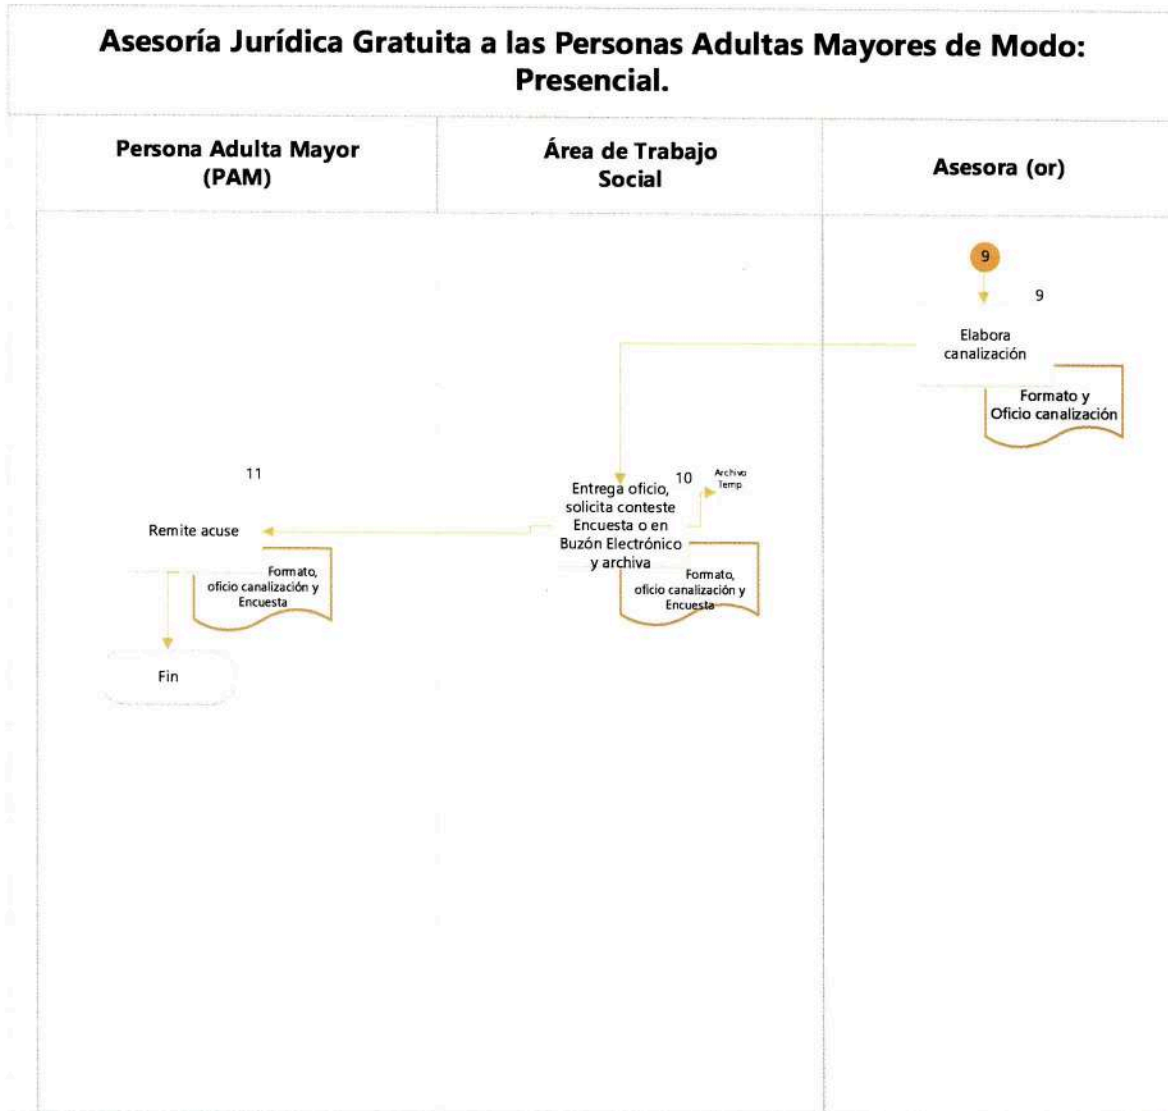 Asesoría Jurídica Gratuita a las Personas Adultas Mayores de Modo:
Presencial.
Persona Adulta Mayor
(PAM)
Área de Trabajo
Social
Asesora (or)
9
9
Elabora
canalización
Formato y
Oficio canalización
10
Archivo
Temp
Entrega oficio,
solicita conteste
Encuesta o en
Buzón Electrónico
y archiva
Formato,
oficio canalización y
Encuesta
11
Remite acuse
Formato,
oficio canalización y
Encuesta
Fin